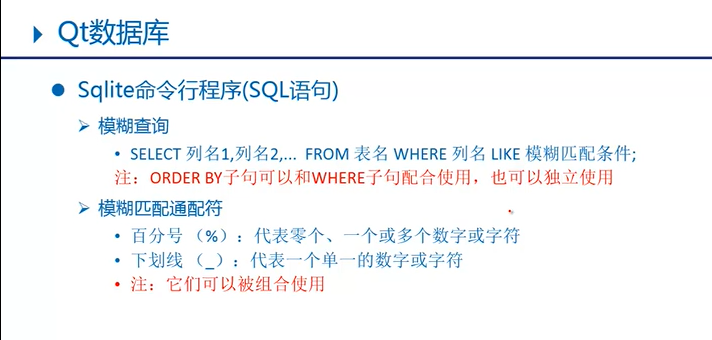 Qt数据库
Sqlite命令行程序(SQL语句)
模糊查询
SELECT 列名1,列名2,... FROM 表名 WHERE 列名 LIKE 模糊匹配条件;
注：ORDER BY子句可以和WHERE子句配合使用，也可以独立使用
模糊匹配通配符
百分号 （%）：代表零个、一个或多个数字或字符
下划线 （_）：代表一个单一的数字或字符
注：它们可以被组合使用